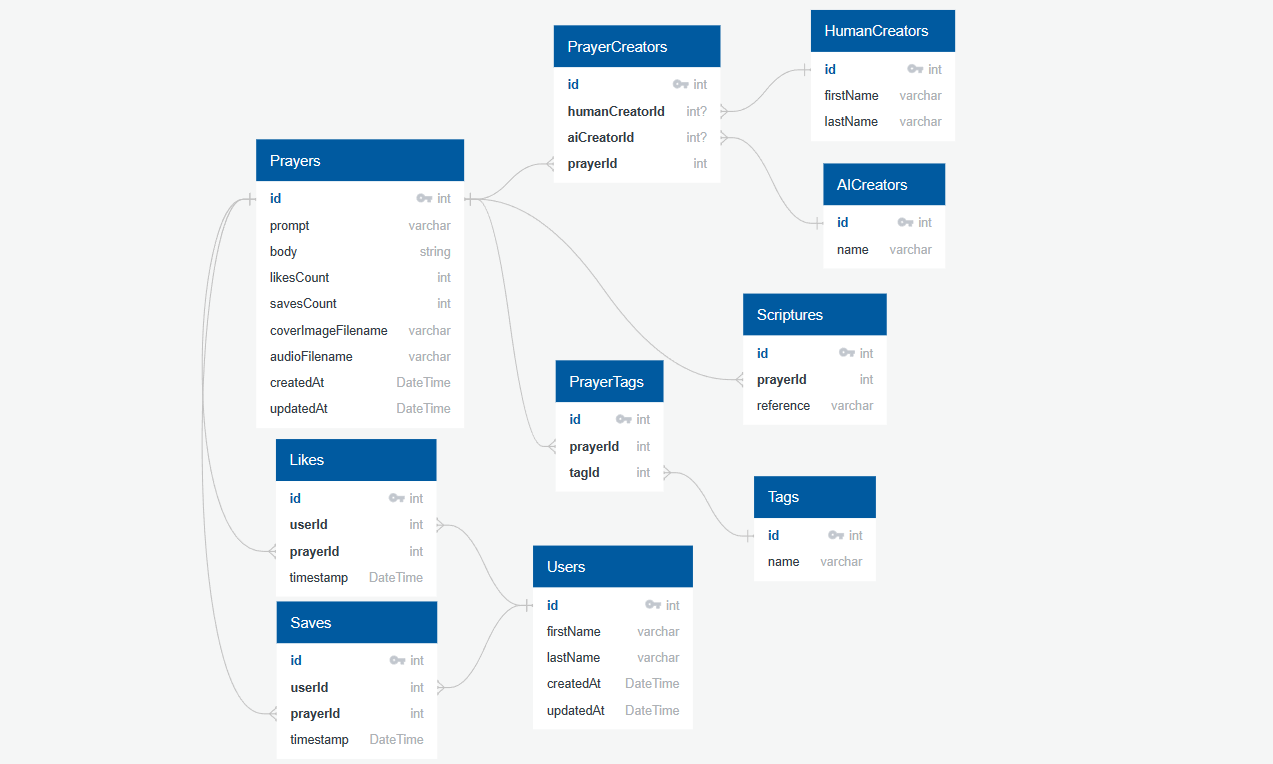 PrayerCreators
id int
humanCreatorId int?
aiCreatorId int?
prayerId int
HumanCreators
id int
firstName varchar
lastName varchar
Prayers
id int
prompt varchar
body string
likesCount int
savesCount int
coverImageFilename varchar
audioFilename varchar
createdAt DateTime
updatedAt DateTime
AICreators
id int
name varchar
Scriptures
id int
prayerId int
reference varchar
PrayerTags
id int
prayerId int
tagId int
Likes
id int
userId int
prayerId int
timestamp DateTime
Tags
id int
name varchar
Users
id int
firstName varchar
lastName varchar
createdAt DateTime
updatedAt DateTime
Saves
id int
userId int
prayerId int
timestamp DateTime